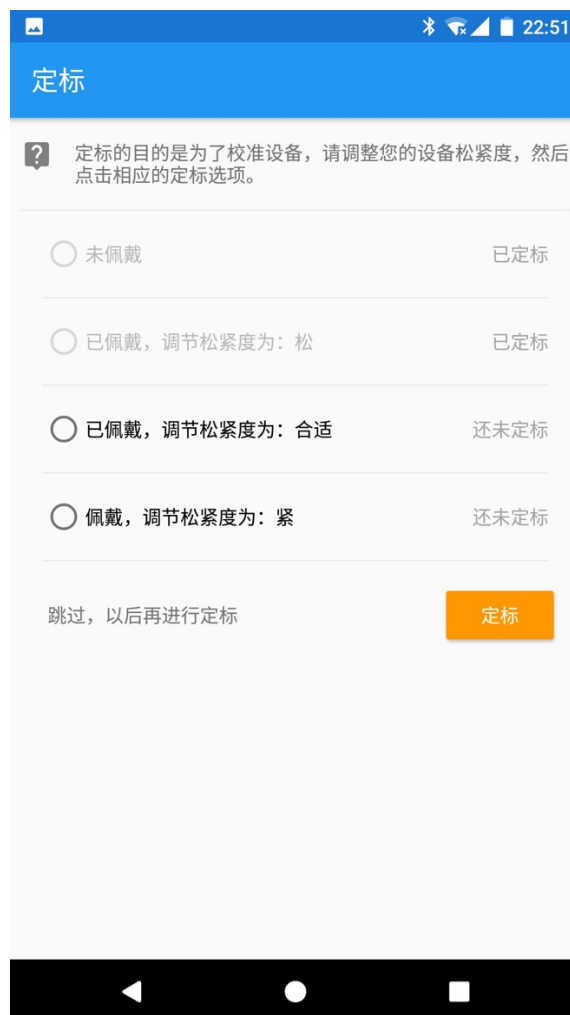 22:51
定标
定标的目的是为了校准设备，请调整您的设备松紧度，然后
点击相应的定标选项。
未佩戴 已定标
已佩戴，调节松紧度为：松 已定标
已佩戴，调节松紧度为：合适 还未定标
佩戴，调节松紧度为：紧 还未定标
跳过，以后再进行定标 定标